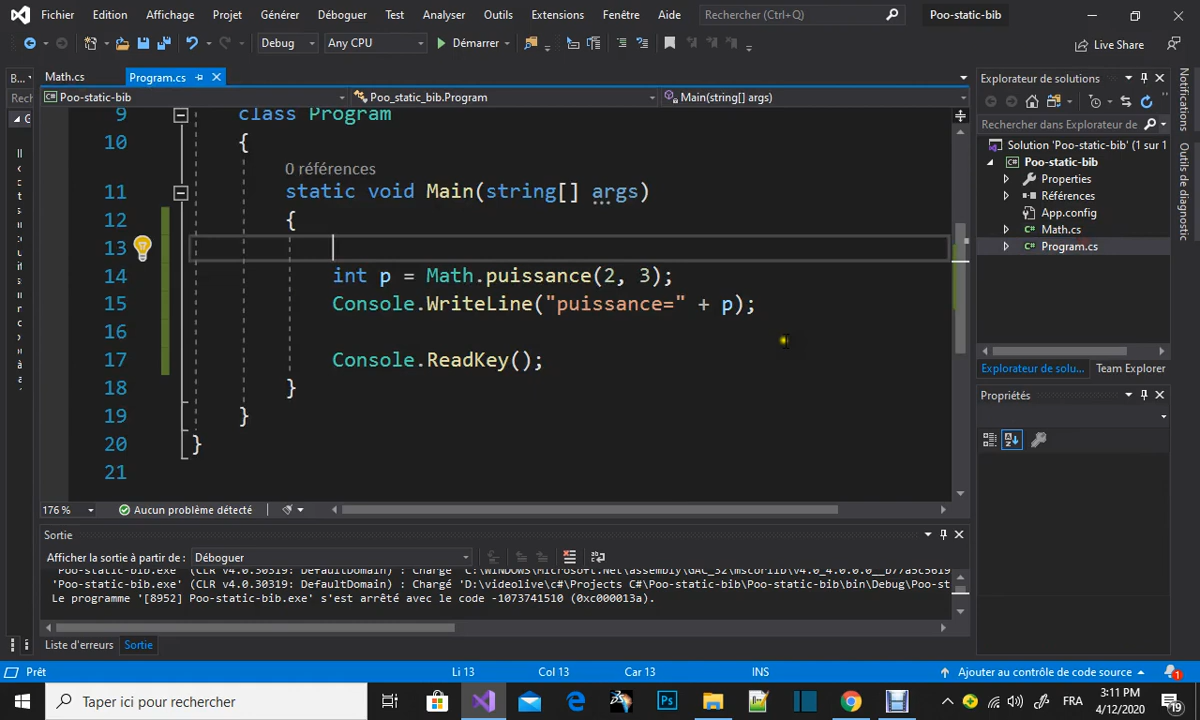 Fichier Edition Affichage Projet Générer Déboguer Test Analyser Outils Extensions Fenêtre Aide Rechercher (Ctrl+Q) Poo-static-bib
Debug Any CPU Démarrer Live Share
Math.cs Program.cs
Poo-static-bib Poo_static_bib.Program Main(string[] args)
9 class Program
10 {
0 références
11 static void Main(string[] args)
12 {
13
14 int p = Math.puissance(2, 3);
15 Console.WriteLine("puissance=" + p);
16
17 Console.ReadKey();
18 }
19 }
20 }
21
176 % Aucun problème détecté
Sortie
Afficher la sortie à partir de : Déboguer
'Poo-static-bib.exe' (CLR v4.0.30319: DefaultDomain) : Chargé 'D:\videolive\c#\Projects C#\Poo-static-bib\Poo-static-bib\bin\Debug\Poo-st
Le programme '[8952] Poo-static-bib.exe' s'est arrêté avec le code -1073741510 (0xc000013a).
Liste d'erreurs Sortie
Explorateur de solutions
Rechercher dans Explorateur de
Solution 'Poo-static-bib' (1 sur 1
Poo-static-bib
Properties
Références
App.config
Math.cs
Program.cs
Explorateur de solu... Team Explorer
Propriétés
Notifications
Outils de diagnostic
Prêt Li 13 Col 13 Car 13 INS Ajouter au contrôle de code source 1
Taper ici pour rechercher FRA 3:11 PM
4/12/2020 19